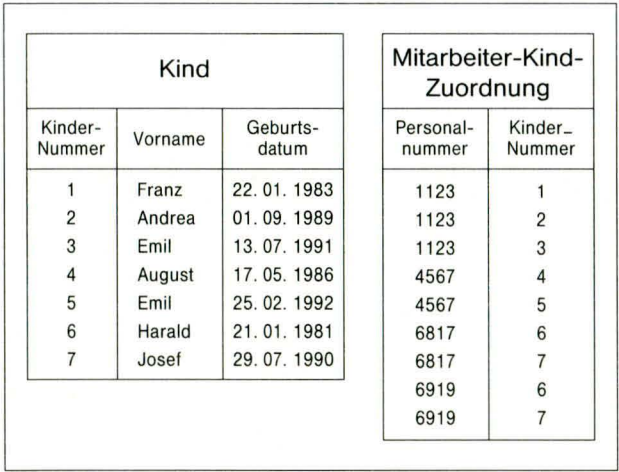 Kind
Kinder-
Nummer
Vorname
Geburts-
datum
1 Franz 22. 01. 1983
2 Andrea 01. 09. 1989
3 Emil 13. 07. 1991
4 August 17. 05. 1986
5 Emil 25. 02. 1992
6 Harald 21. 01. 1981
7 Josef 29. 07. 1990
Mitarbeiter-Kind-
Zuordnung
Personal-
nummer
Kinder-
Nummer
1123 1
1123 2
1123 3
4567 4
4567 5
6817 6
6817 7
6919 6
6919 7